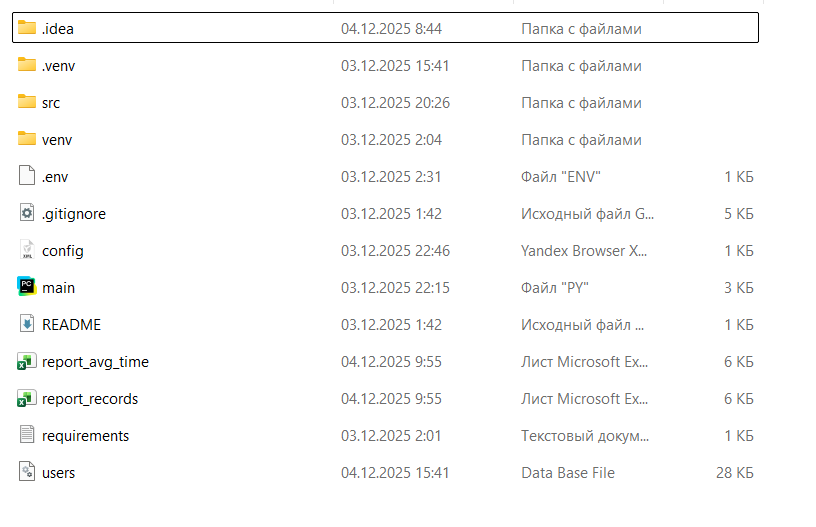 .idea 04.12.2025 8:44 Папка с файлами
.venv 03.12.2025 15:41 Папка с файлами
src 03.12.2025 20:26 Папка с файлами
venv 03.12.2025 2:04 Папка с файлами
.env 03.12.2025 2:31 Файл "ENV" 1 КБ
.gitignore 03.12.2025 1:42 Исходный файл G... 5 КБ
config 03.12.2025 22:46 Yandex Browser X... 1 КБ
main 03.12.2025 22:15 Файл "PY" 3 КБ
README 03.12.2025 1:42 Исходный файл ... 1 КБ
report_avg_time 04.12.2025 9:55 Лист Microsoft Ex... 6 КБ
report_records 04.12.2025 9:55 Лист Microsoft Ex... 6 КБ
requirements 03.12.2025 2:01 Текстовый докум... 1 КБ
users 04.12.2025 15:41 Data Base File 28 КБ